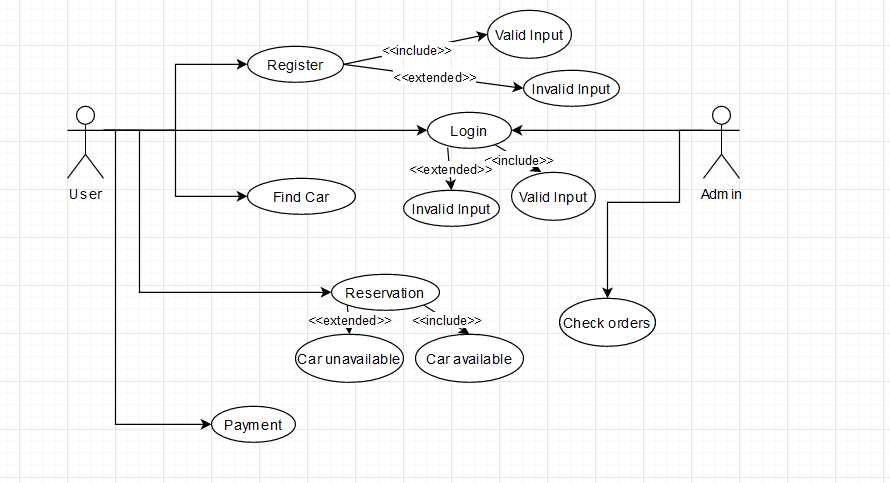 Valid Input
<<include>>
Register
<<extended>>
Invalid Input
Login
<<extended>>
<<include>>
User
Find Car
Invalid Input
Valid Input
Admin
Reservation
<<extended>>
<<include>>
Check orders
Car unavailable
Car available
Payment